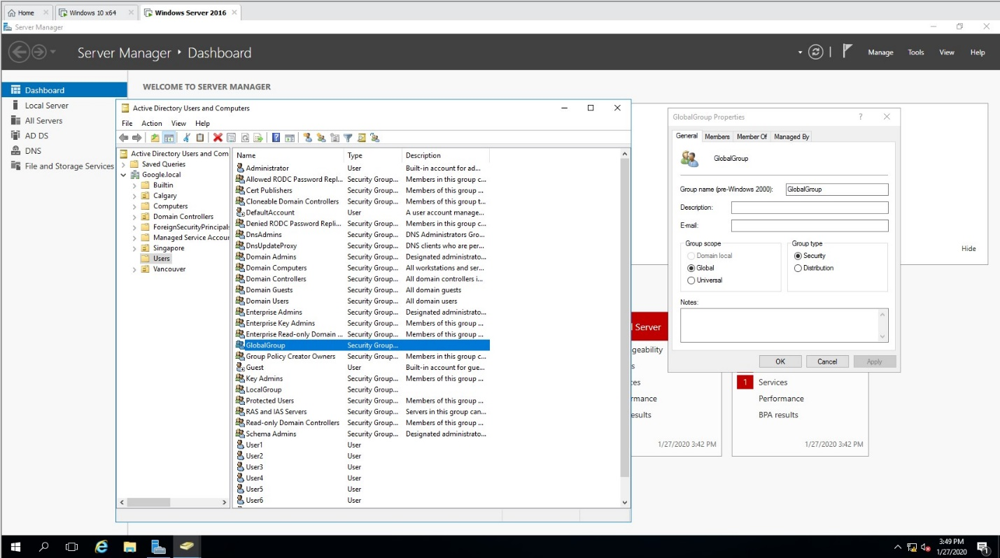 Home
Windows 10 x64
Windows Server 2016
Server Manager
Server Manager ‣ Dashboard
Manage Tools View Help
Dashboard
Local Server
All Servers
AD DS
DNS
File and Storage Services
WELCOME TO SERVER MANAGER
Active Directory Users and Computers
File Action View Help
Active Directory Users and Com
Saved Queries
Google.local
Builtin
Calgary
Computers
Domain Controllers
ForeignSecurityPrincipals
Managed Service Accour
Singapore
Users
Vancouver
Name Type Description
Administrator User Built-in account for ad...
Allowed RODC Password Repl... Security Group... Members in this group c...
Cert Publishers Security Group... Members of this group ...
Cloneable Domain Controllers Security Group... Members of this group t...
DefaultAccount User A user account manage...
Denied RODC Password Repli... Security Group... Members in this group c...
DnsAdmins Security Group... DNS Administrators Gro...
DnsUpdateProxy Security Group... DNS clients who are per...
Domain Admins Security Group... Designated administrato...
Domain Computers Security Group... All workstations and ser...
Domain Controllers Security Group... All domain controllers i...
Domain Guests Security Group... All domain guests
Domain Users Security Group... All domain users
Enterprise Admins Security Group... Designated administrato...
Enterprise Key Admins Security Group... Members of this group ...
Enterprise Read-only Domain ... Security Group... Members of this group ...
GlobalGroup Security Group...
Group Policy Creator Owners Security Group... Members in this group c...
Guest User Built-in account for gue...
Key Admins Security Group... Members of this group ...
LocalGroup Security Group...
Protected Users Security Group... Members of this group ...
RAS and IAS Servers Security Group... Servers in this group can...
Read-only Domain Controllers Security Group... Members of this group ...
Schema Admins Security Group... Designated administrato...
User1 User
User2 User
User3 User
User4 User
User5 User
User6 User
GlobalGroup Properties
?
General Members Member Of Managed By
GlobalGroup
Group name (pre-Windows 2000): GlobalGroup
Description:
E-mail:
Group scope
Domain local
Global
Universal
Group type
Security
Distribution
Notes:
OK Cancel Apply
Hide
l Server
geability
s
ces
rmance
esults
1/27/2020 3:42 PM
1 Services
Performance
BPA results
1/27/2020 3:42 PM
3:49 PM
1/27/2020
1